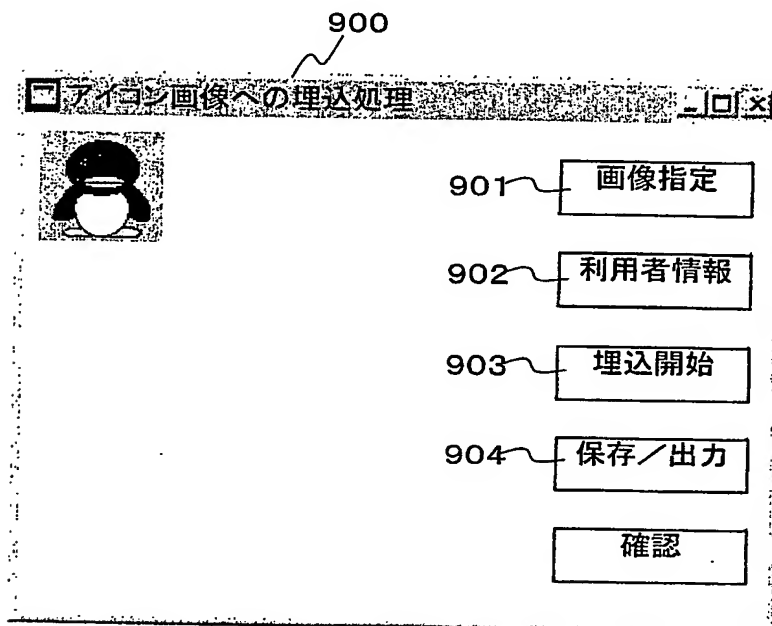 900
アイコン画像への埋込処理
901 画像指定
902 利用者情報
903 埋込開始
904 保存／出力
確認